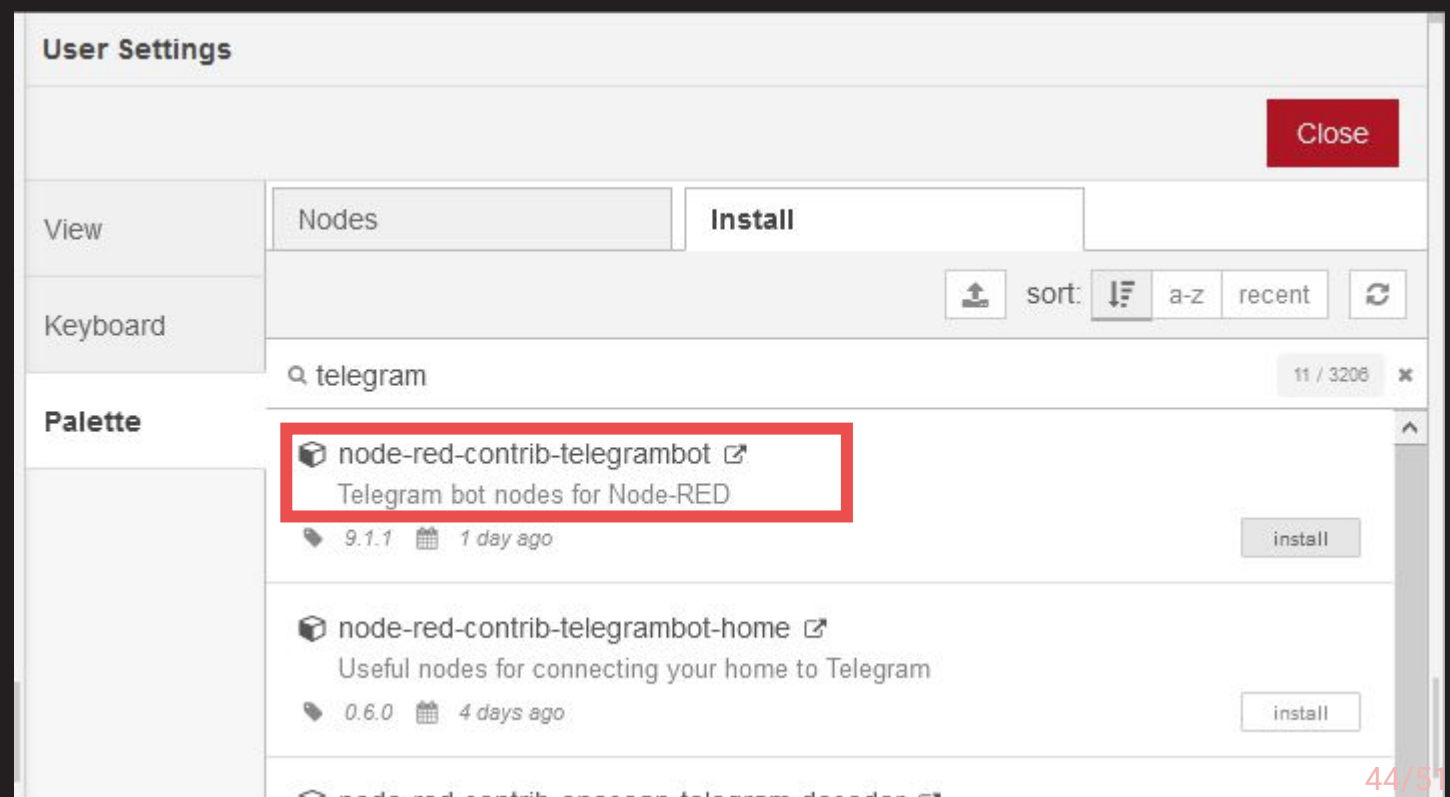 User Settings
Close
View
Nodes
Install
sort:
a-z
recent
Keyboard
telegram
11 / 3206
Palette
node-red-contrib-telegrambot
Telegram bot nodes for Node-RED
9.1.1
1 day ago
install
node-red-contrib-telegrambot-home
Useful nodes for connecting your home to Telegram
0.6.0
4 days ago
install
44/51